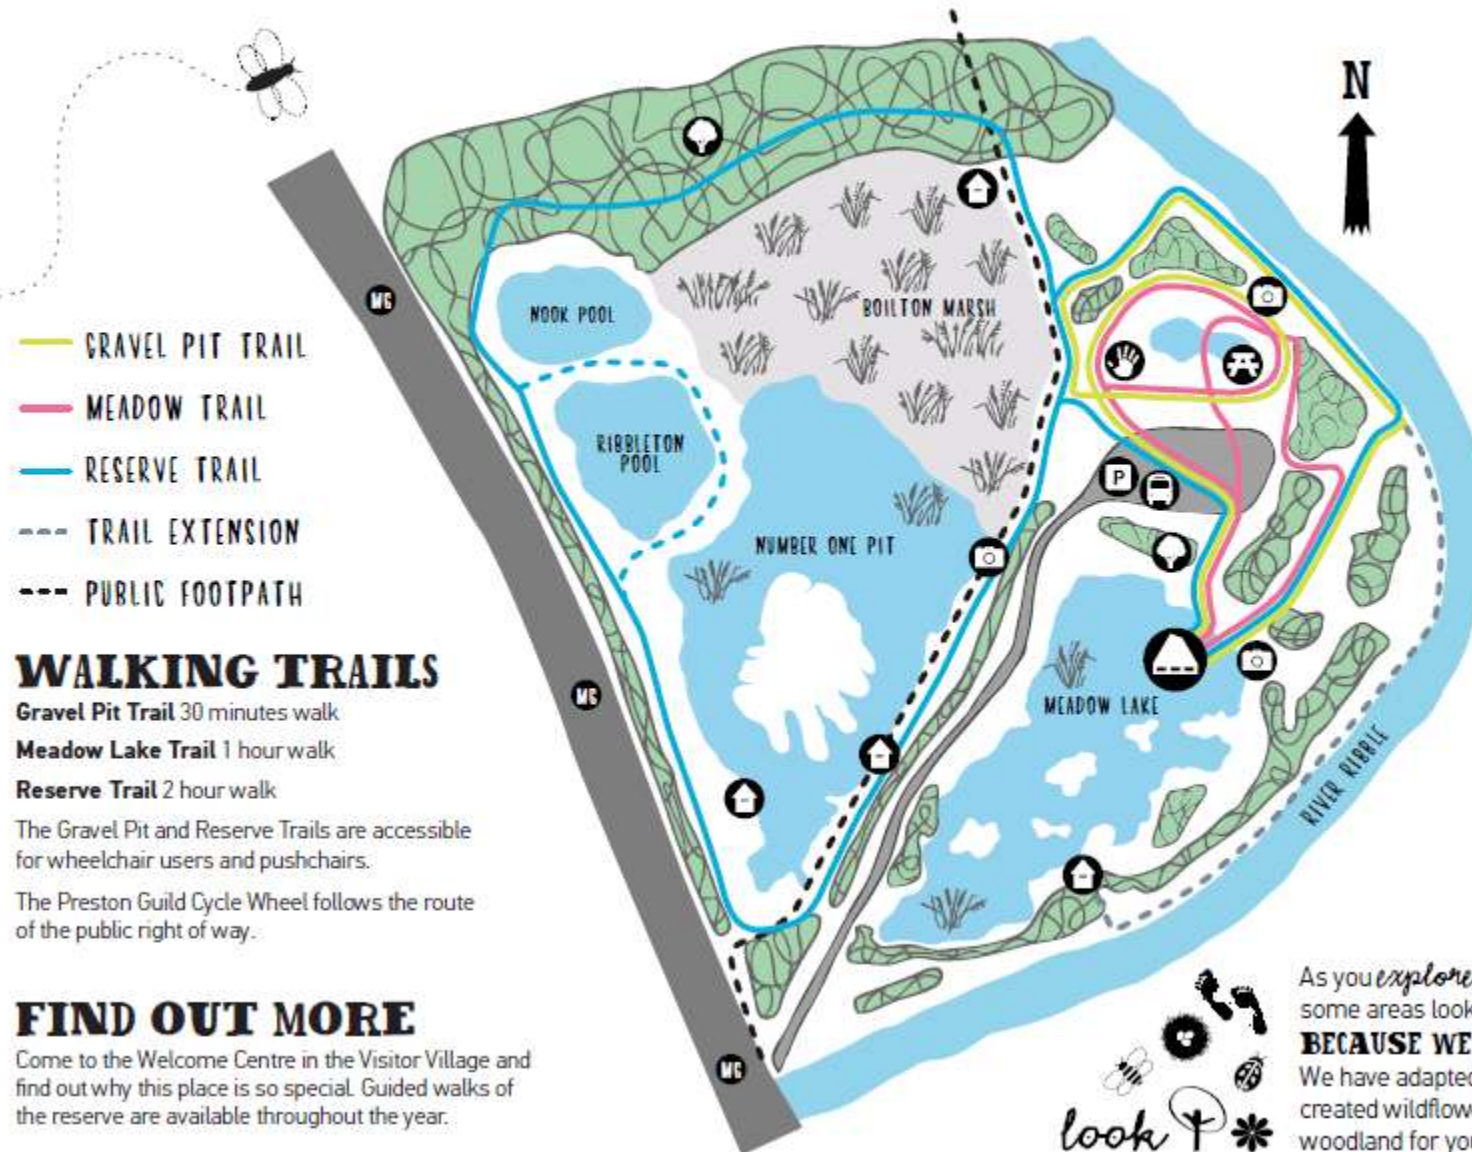 N
NOOK POOL
BOILTON MARSH
RIBBLETON
POOL
NUMBER ONE PIT
P
MEADOW LAKE
RIVER RIBBLE
M6
M6
M6
GRAVEL PIT TRAIL
MEADOW TRAIL
RESERVE TRAIL
TRAIL EXTENSION
PUBLIC FOOTPATH
WALKING TRAILS
Gravel Pit Trail 30 minutes walk
Meadow Lake Trail 1 hour walk
Reserve Trail 2 hour walk
The Gravel Pit and Reserve Trails are accessible
for wheelchair users and pushchairs.
The Preston Guild Cycle Wheel follows the route
of the public right of way.
FIND OUT MORE
Come to the Welcome Centre in the Visitor Village and
find out why this place is so special. Guided walks of
the reserve are available throughout the year.
look
As you explore
some areas look
BECAUSE WE
We have adapted
created wildflow
woodland for you